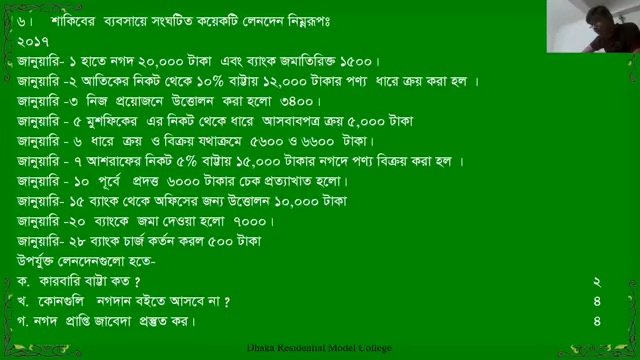 ৬। শাকিবের ব্যবসায়ে সংঘটিত কয়েকটি লেনদেন নিম্নরূপঃ
২০১৭
জানুয়ারি- ১ হাতে নগদ ২০,০০০ টাকা এবং ব্যাংক জমাতিরিক্ত ১৫০০।
জানুয়ারি -২ আতিকের নিকট থেকে ১০% বাট্টায় ১২,০০০ টাকার পণ্য ধারে ক্রয় করা হল ।
জানুয়ারি -৩ নিজ প্রয়োজনে উত্তোলন করা হলো ৩৪০০।
জানুয়ারি - ৫ মুশফিকের এর নিকট থেকে ধারে আসবাবপত্র ক্রয় ৫,০০০ টাকা
জানুয়ারি - ৬ ধারে ক্রয় ও বিক্রয় যথাক্রমে ৫৬০০ ও ৬৬০০ টাকা।
জানুয়ারি - ৭ আশরাফের নিকট ৫% বাট্টায় ১৫,০০০ টাকার নগদে পণ্য বিক্রয় করা হল ।
জানুয়ারি - ১০ পূর্বে প্রদত্ত ৬০০০ টাকার চেক প্রত্যাখাত হলো।
জানুয়ারি- ১৫ ব্যাংক থেকে অফিসের জন্য উত্তোলন ১০,০০০ টাকা
জানুয়ারি -২০ ব্যাংকে জমা দেওয়া হলো ৭০০০।
জানুয়ারি- ২৮ ব্যাংক চার্জ কর্তন করল ৫০০ টাকা
উপর্যুক্ত লেনদেনগুলো হতে-
ক. কারবারি বাট্টা কত ? ২
খ. কোনগুলি নগদান বইতে আসবে না ? ৪
গ. নগদ প্রাপ্তি জাবেদা প্রস্তুত কর। ৪
Dhaka Residential Model College